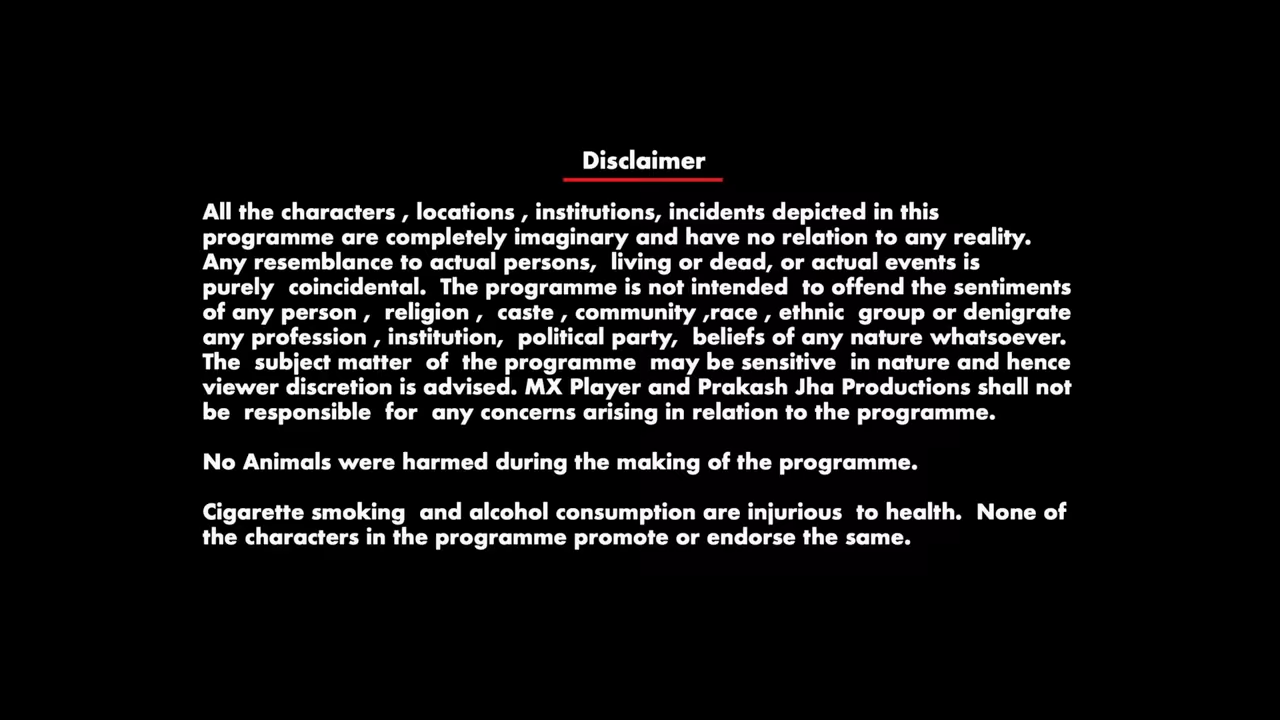 Disclaimer
All the characters , locations , institutions, incidents depicted in this
programme are completely imaginary and have no relation to any reality.
Any resemblance to actual persons,  living or dead, or actual events is
purely  coincidental.  The programme is not intended  to offend the sentiments
of any person ,  religion ,  caste , community ,race , ethnic  group or denigrate
any profession , institution,  political party,  beliefs of any nature whatsoever.
The  subject matter  of  the programme  may be sensitive  in nature and hence
viewer discretion is advised. MX Player and Prakash Jha Productions shall not
be  responsible  for  any concerns arising in relation to the programme.
No Animals were harmed during the making of the programme.
Cigarette smoking  and alcohol consumption are injurious  to health.  None of
the characters in the programme promote or endorse the same.